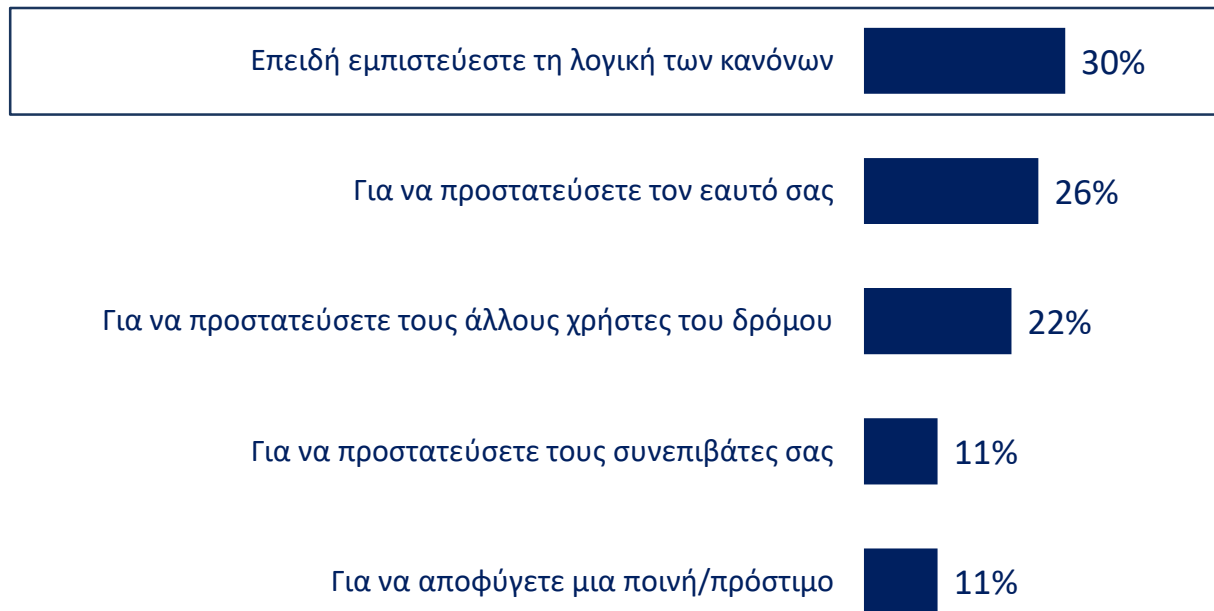 Επειδή εμπιστεύεστε τη λογική των κανόνων 30%
Για να προστατεύσετε τον εαυτό σας 26%
Για να προστατεύσετε τους άλλους χρήστες του δρόμου 22%
Για να προστατεύσετε τους συνεπιβάτες σας 11%
Για να αποφύγετε μια ποινή/πρόστιμο 11%